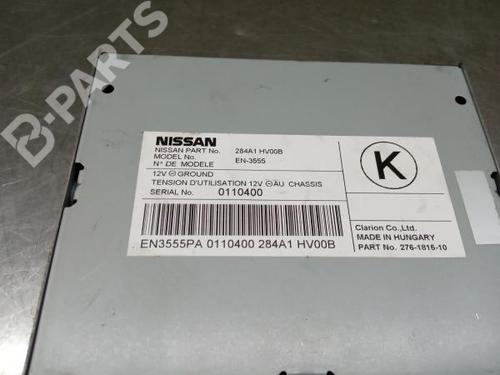 B-PARTS
NISSAN
NISSAN PART No. 284A1 HV00B
MODEL No.
N° DE MODELE EN-3555
12V ⊖ GROUND
TENSION D'UTILISATION 12V ⊖AU CHASSIS
SERIAL No. 0110400
K
EN3555PA 0110400 284A1 HV00B
Clarion Co.,Ltd.
MADE IN HUNGARY
PART No. 276-1815-10